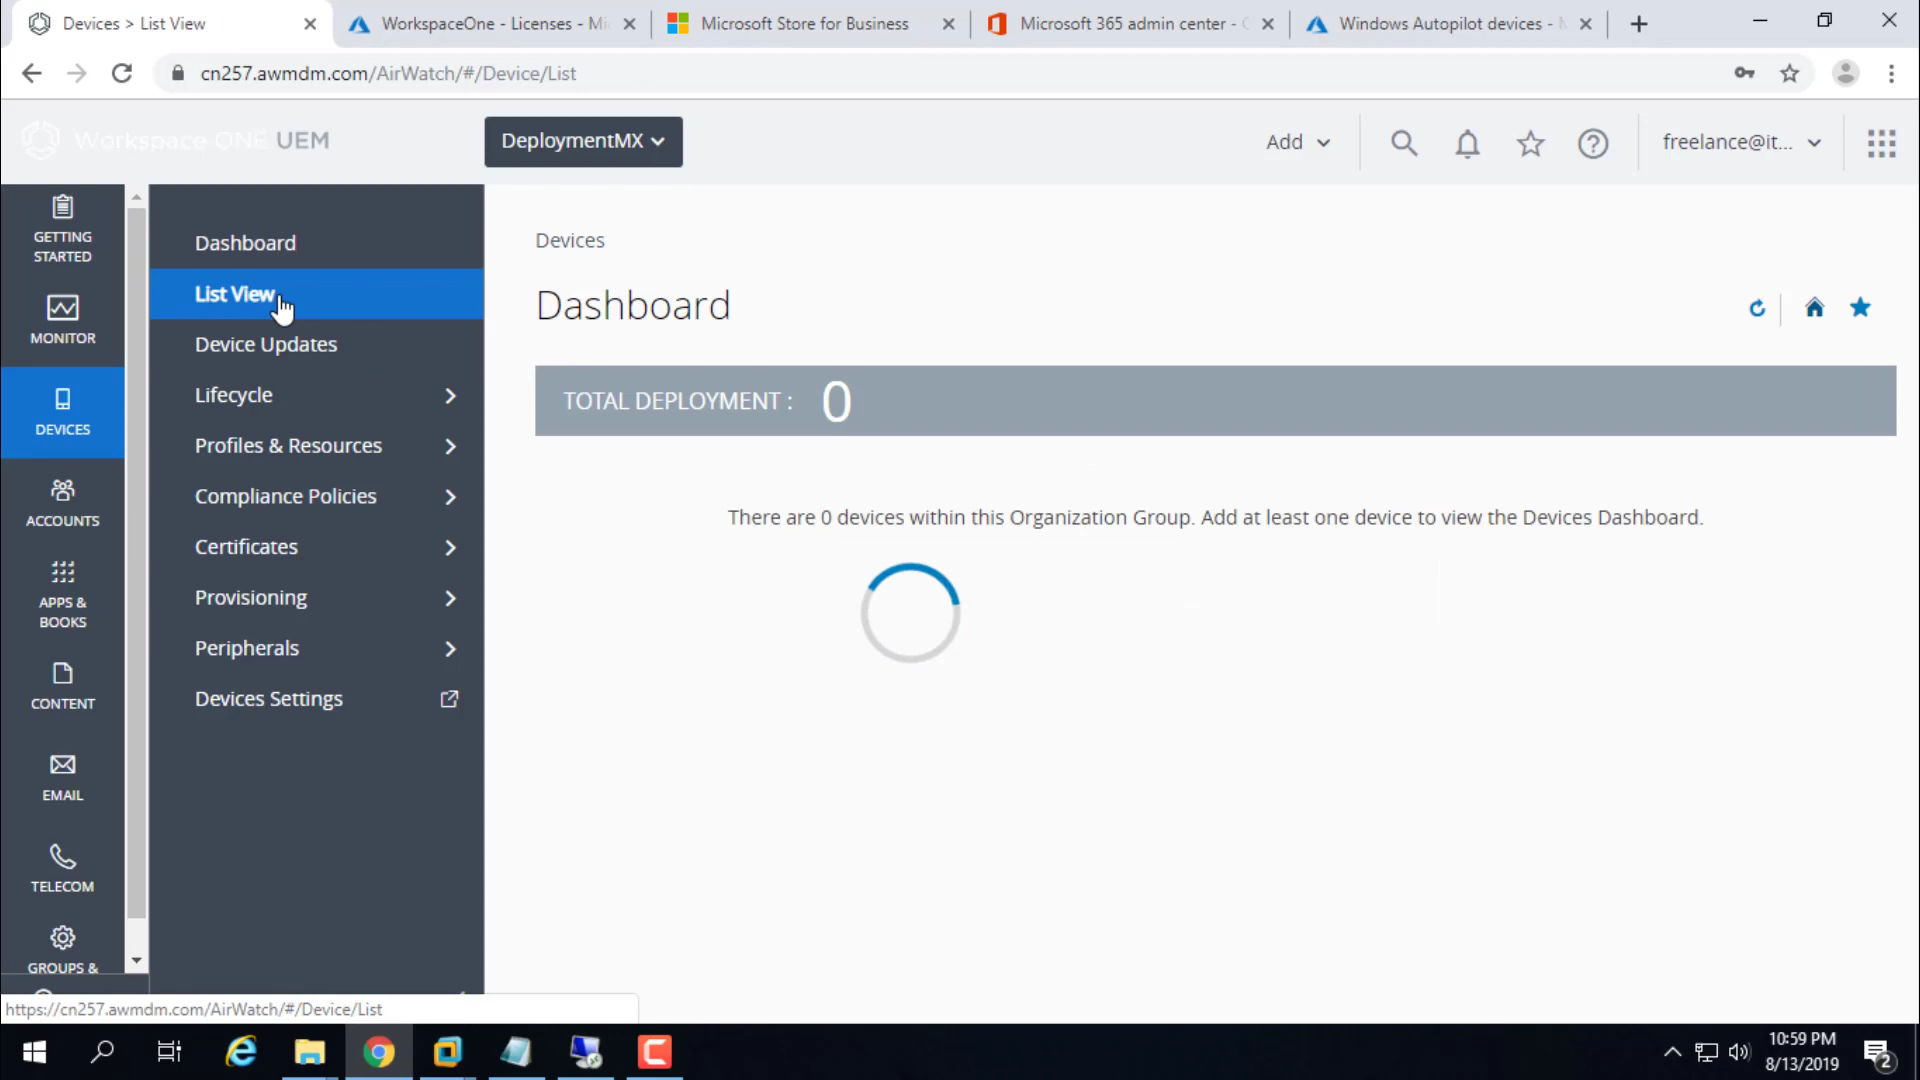 Devices > List View
WorkspaceOne - Licenses - Mi
Microsoft Store for Business
Microsoft 365 admin center - C
Windows Autopilot devices - M
cn257.awmdm.com/AirWatch/#/Device/List
Workspace ONE UEM
DeploymentMX
Add
freelance@it...
GETTING
STARTED
MONITOR
DEVICES
ACCOUNTS
APPS &
BOOKS
CONTENT
EMAIL
TELECOM
GROUPS &
Dashboard
List View
Device Updates
Lifecycle
Profiles & Resources
Compliance Policies
Certificates
Provisioning
Peripherals
Devices Settings
Devices
Dashboard
TOTAL DEPLOYMENT : 0
There are 0 devices within this Organization Group. Add at least one device to view the Devices Dashboard.
https://cn257.awmdm.com/AirWatch/#/Device/List
10:59 PM
8/13/2019
2